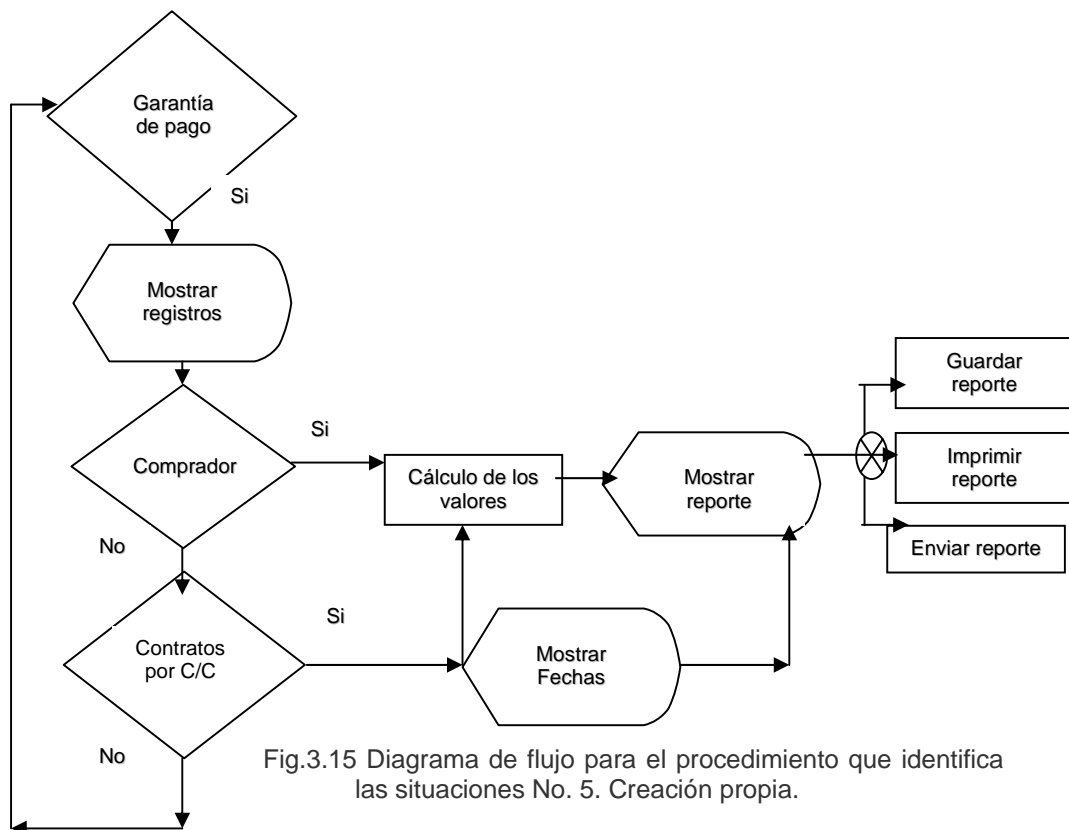 Garantía
de pago
Si
Mostrar
registros
Si
Comprador
No
Cálculo de los
valores
Mostrar
reporte
Guardar
reporte
Imprimir
reporte
Enviar reporte
Contratos
por C/C
Si
No
Mostrar
Fechas
Fig.3.15 Diagrama de flujo para el procedimiento que identifica
las situaciones No. 5. Creación propia.